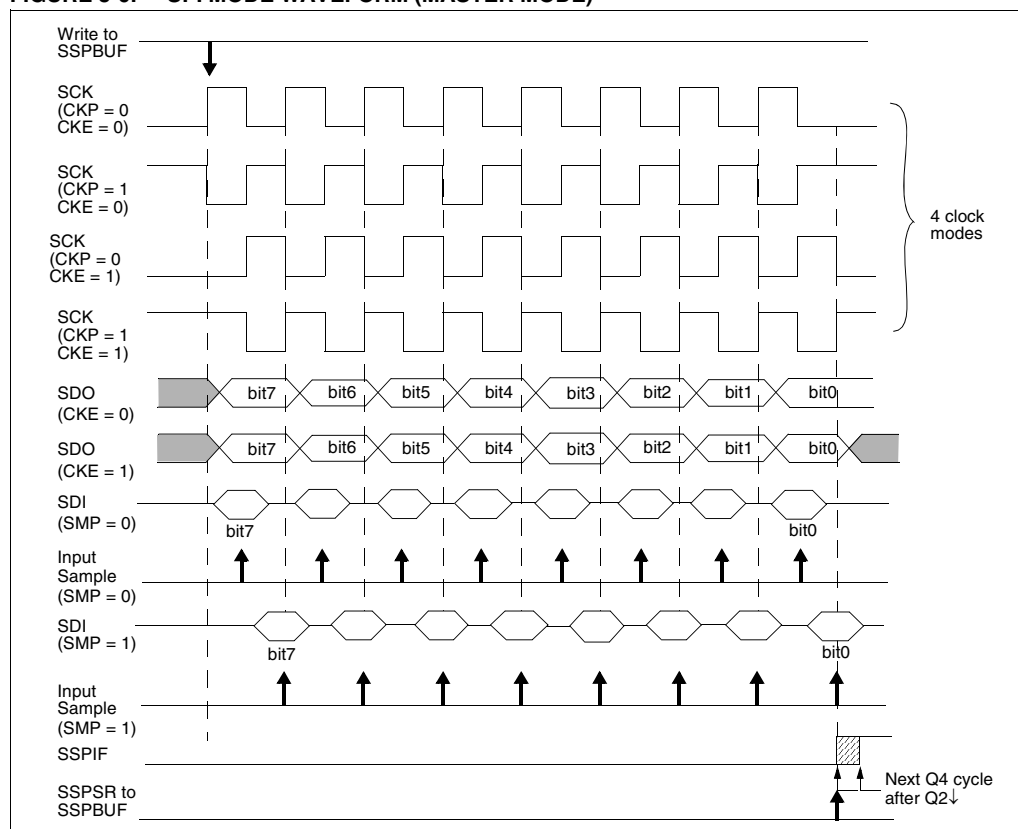 Write to
SSPBUF
SCK
(CKP = 0
CKE = 0)
SCK
(CKP = 1
CKE = 0)
SCK
(CKP = 0
CKE = 1)
SCK
(CKP = 1
CKE = 1)
4 clock
modes
SDO
(CKE = 0)
bit7 bit6 bit5 bit4 bit3 bit2 bit1 bit0
SDO
(CKE = 1)
bit7 bit6 bit5 bit4 bit3 bit2 bit1 bit0
SDI
(SMP = 0)
bit7 bit0
Input
Sample
(SMP = 0)
SDI
(SMP = 1)
bit7 bit0
Input
Sample
(SMP = 1)
SSPIF
SSPSR to
SSPBUF
Next Q4 cycle
after Q2↓